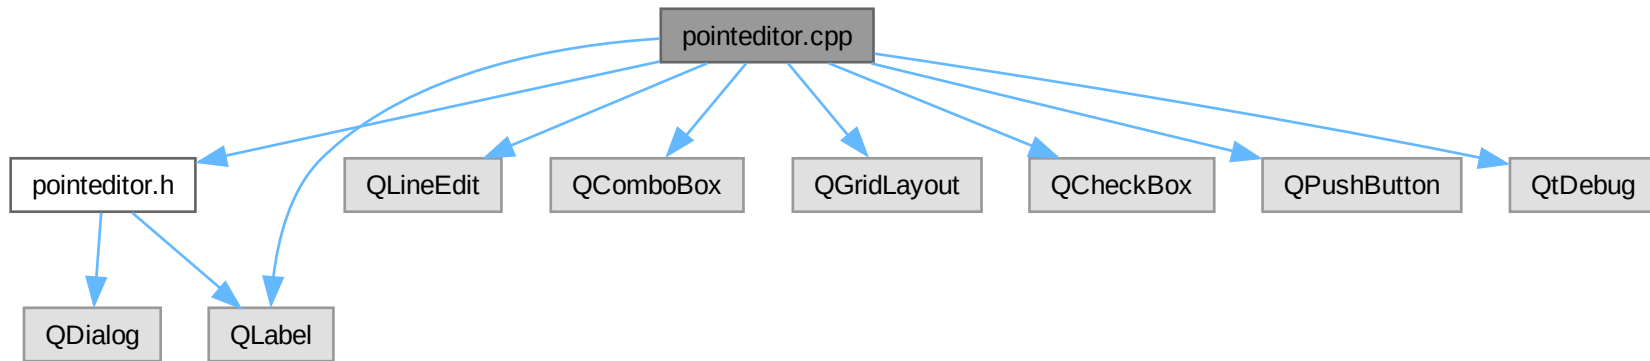 pointeditor.cpp
pointeditor.h
QLineEdit
QComboBox
QGridLayout
QCheckBox
QPushButton
QtDebug
QDialog
QLabel